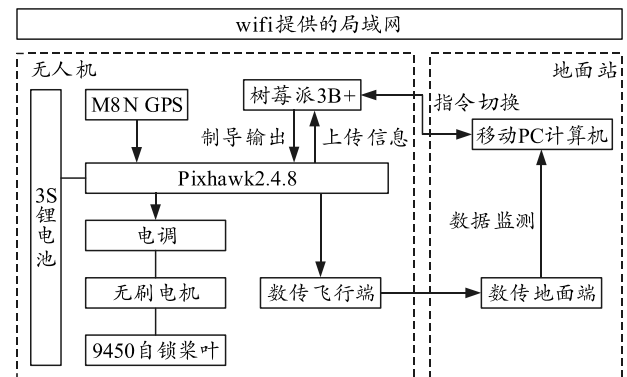 wifi提供的局域网
无人机
地面站
M8N GPS
树莓派3B+
指令切换
制导输出
上传信息
移动PC计算机
Pixhawk2.4.8
3S锂电池
电调
数据监测
无刷电机
数传飞行端
数传地面端
9450自锁桨叶